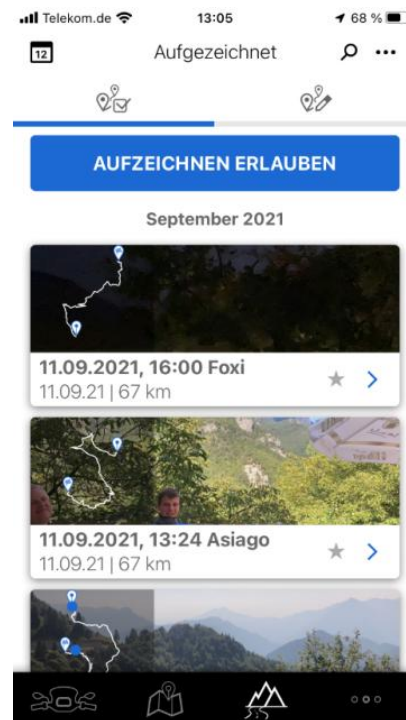 Telekom.de 13:05 68 %
12 Aufgezeichnet
AUFZEICHNEN ERLAUBEN
September 2021
11.09.2021, 16:00 Foxi
11.09.21 | 67 km
11.09.2021, 13:24 Asiago
11.09.21 | 67 km